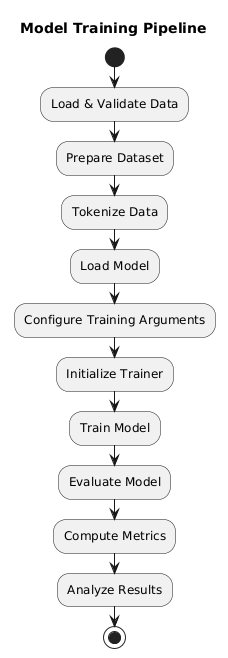 Model Training Pipeline
Load & Validate Data
Prepare Dataset
Tokenize Data
Load Model
Configure Training Arguments
Initialize Trainer
Train Model
Evaluate Model
Compute Metrics
Analyze Results